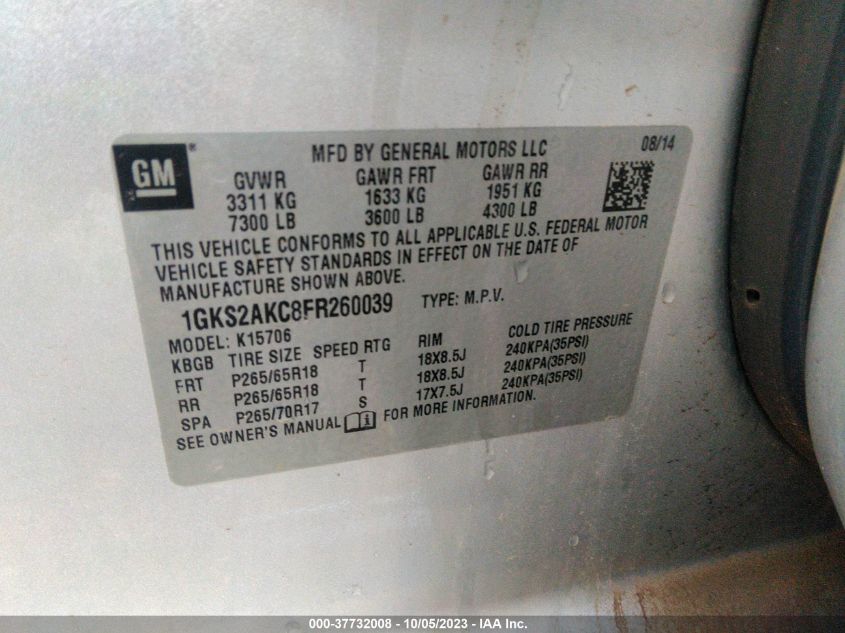 GM ®
MFD BY GENERAL MOTORS LLC 08/14
GVWR GAWR FRT GAWR RR
3311 KG 1633 KG 1951 KG
7300 LB 3600 LB 4300 LB
THIS VEHICLE CONFORMS TO ALL APPLICABLE U.S. FEDERAL MOTOR
VEHICLE SAFETY STANDARDS IN EFFECT ON THE DATE OF
MANUFACTURE SHOWN ABOVE.
1GKS2AKC8FR260039 TYPE: M.P.V.
MODEL: K15706
KBGB TIRE SIZE SPEED RTG RIM COLD TIRE PRESSURE
FRT P265/65R18 T 18X8.5J 240KPA(35PSI)
RR P265/65R18 T 18X8.5J 240KPA(35PSI)
SPA P265/70R17 S 17X7.5J 240KPA(35PSI)
SEE OWNER'S MANUAL i FOR MORE INFORMATION.
000-37732008 - 10/05/2023 - IAA Inc.